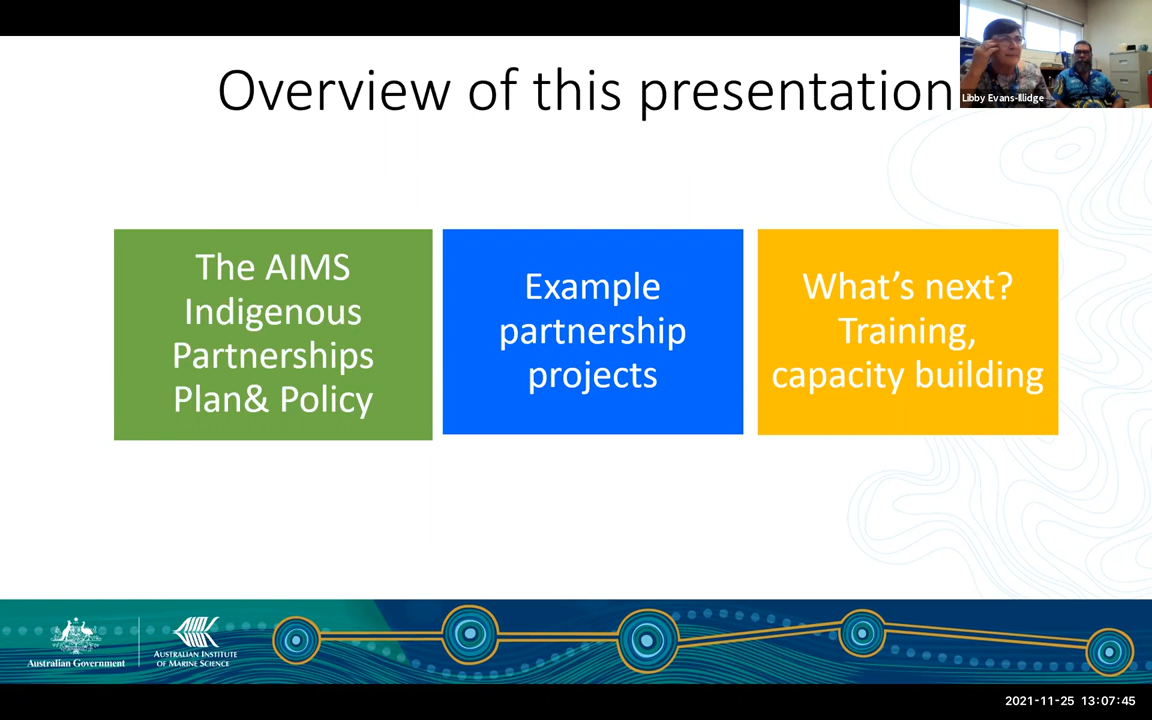 Overview of this presentation
Libby Evans-Illidge
The AIMS
Indigenous
Partnerships
Plan& Policy
Example
partnership
projects
What's next?
Training,
capacity building
Australian Government
AUSTRALIAN INSTITUTE
OF MARINE SCIENCE
2021-11-25 13:07:45